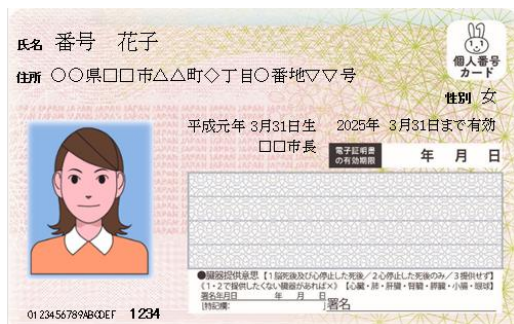 氏名 番号 花子
個人番号
カード
住所 ○○県□□市△△町◇丁目○番地▽▽号
性別 女
平成元年 3月31日生 2025年 3月31日まで有効
□□市長
電子証明書
の有効期限
年 月 日
●臓器提供意思【1脳死後及び心停止した死後/2心停止した死後のみ/3提供せず】
《1・2で提供したくない臓器があれば×》【心臓・肺・肝臓・腎臓・膵臓・小腸・眼球】
署名年月日 年 月 日
[特記欄: ]署名
0123456789ABCDEF 1234